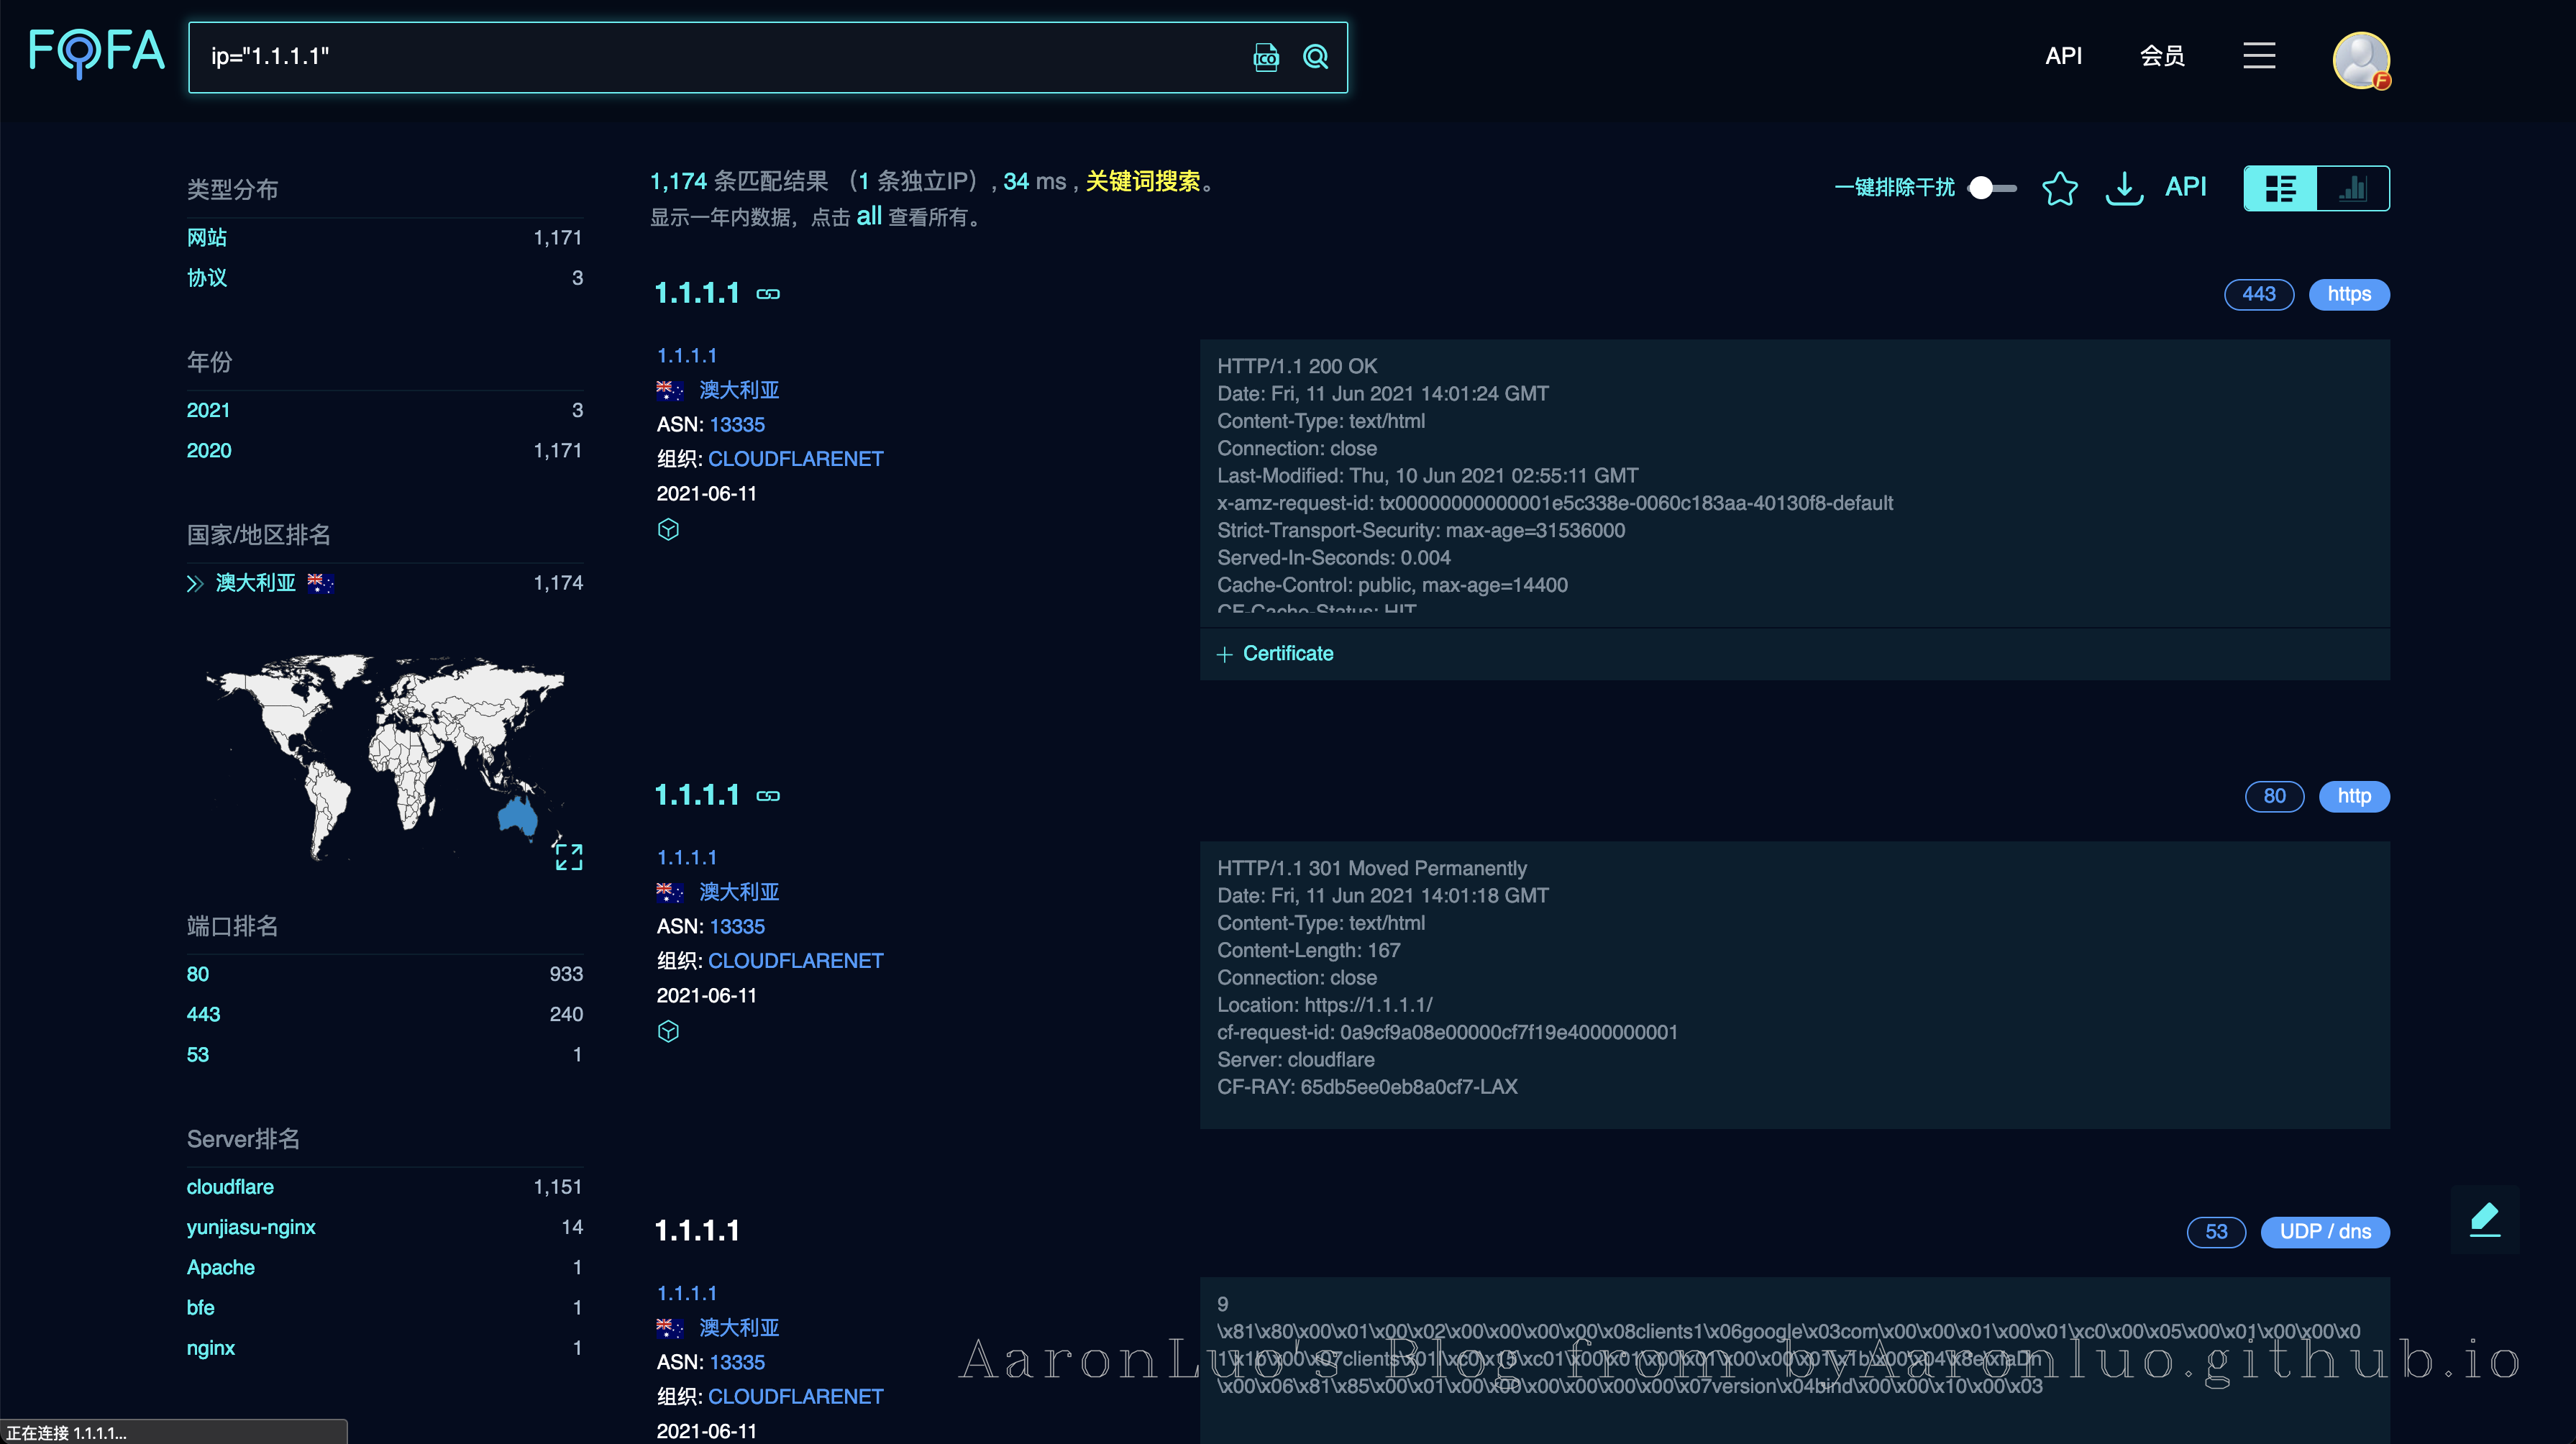 FOFA
ip="1.1.1.1"
ICO
API
会员
F
类型分布
网站 1,171
协议 3
年份
2021 3
2020 1,171
国家/地区排名
澳大利亚 1,174
端口排名
80 933
443 240
53 1
Server排名
cloudflare 1,151
yunjiasu-nginx 14
Apache 1
bfe 1
nginx 1
1,174 条匹配结果 （1 条独立IP）, 34 ms , 关键词搜索。
显示一年内数据，点击 all 查看所有。
一键排除干扰
API
1.1.1.1
443 https
1.1.1.1
澳大利亚
ASN: 13335
组织: CLOUDFLARENET
2021-06-11
HTTP/1.1 200 OK
Date: Fri, 11 Jun 2021 14:01:24 GMT
Content-Type: text/html
Connection: close
Last-Modified: Thu, 10 Jun 2021 02:55:11 GMT
x-amz-request-id: tx00000000000001e5c338e-0060c183aa-40130f8-default
Strict-Transport-Security: max-age=31536000
Served-In-Seconds: 0.004
Cache-Control: public, max-age=14400
CF-Cache-Status: HIT
Certificate
1.1.1.1
80 http
1.1.1.1
澳大利亚
ASN: 13335
组织: CLOUDFLARENET
2021-06-11
HTTP/1.1 301 Moved Permanently
Date: Fri, 11 Jun 2021 14:01:18 GMT
Content-Type: text/html
Content-Length: 167
Connection: close
Location: https://1.1.1.1/
cf-request-id: 0a9cf9a08e00000cf7f19e4000000001
Server: cloudflare
CF-RAY: 65db5ee0eb8a0cf7-LAX
1.1.1.1
53 UDP / dns
1.1.1.1
澳大利亚
ASN: 13335
组织: CLOUDFLARENET
2021-06-11
9
\x81\x80\x00\x01\x00\x02\x00\x00\x00\x00\x08clients1\x06google\x03com\x00\x00\x01\x00\x01\xc0\x00\x05\x00\x01\x00\x00\x0
\x00\x06\x81\x85\x00\x01\x00\x00\x00\x00\x00\x00\x07version\x04bind\x00\x00\x10\x00\x03
AaronLuo's Blog from byAaronluo.github.io
正在连接 1.1.1.1...